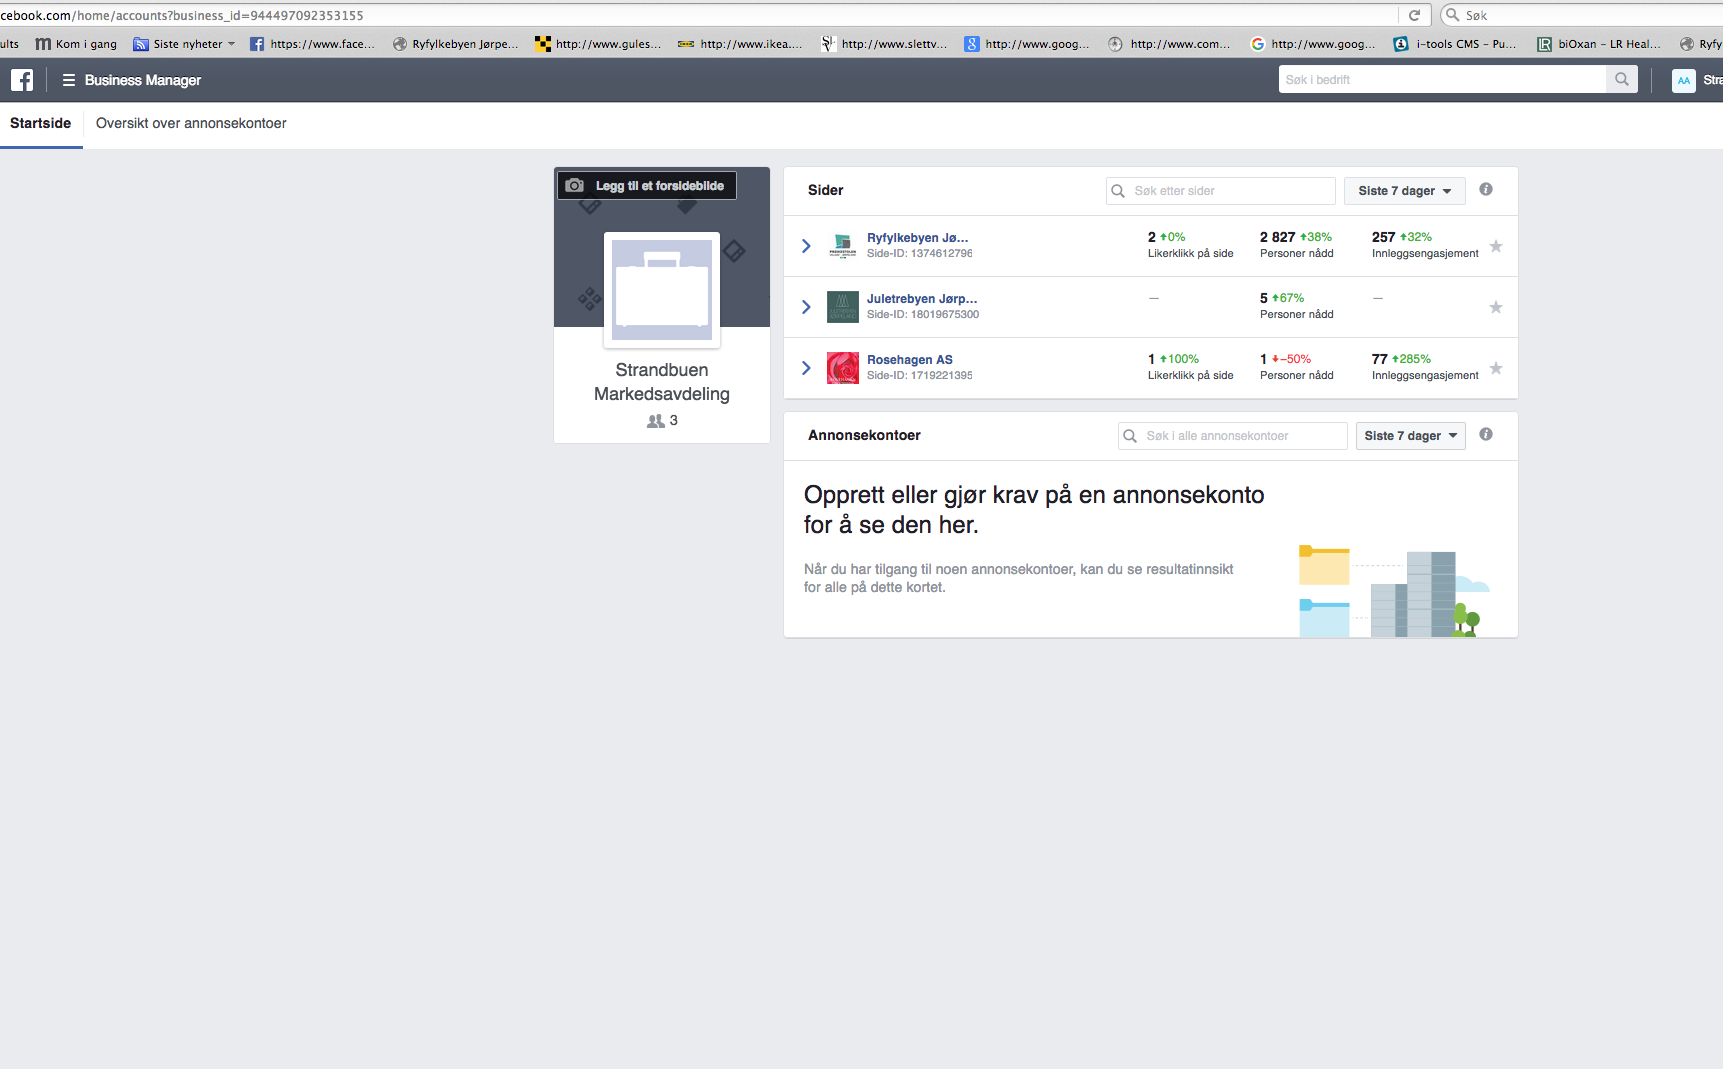 cebook.com/home/accounts?business_id=944497092353155
Søk
ults
Kom i gang
Siste nyheter
https://www.face...
Ryfylkebyen Jørpe...
http://www.gules...
http://www.ikea....
http://www.slettv...
http://www.goog...
http://www.com...
http://www.goog...
i-tools CMS – Pu...
biOxan – LR Heal...
Ryfy
Business Manager
Søk i bedrift
AA
Stra
Startside
Oversikt over annonsekontoer
Legg til et forsidebilde
Strandbuen
Markedsavdeling
3
Sider
Søk etter sider
Siste 7 dager
Ryfylkebyen Jø...
Side-ID: 1374612796
2 0%
Likerklikk på side
2 827 38%
Personer nådd
257 32%
Innleggsengasjement
Juletrebyen Jørp...
Side-ID: 18019675300
—
5 67%
Personer nådd
—
Rosehagen AS
Side-ID: 1719221395
1 100%
Likerklikk på side
1 –50%
Personer nådd
77 285%
Innleggsengasjement
Annonsekontoer
Søk i alle annonsekontoer
Siste 7 dager
Opprett eller gjør krav på en annonsekonto
for å se den her.
Når du har tilgang til noen annonsekontoer, kan du se resultatinnsikt
for alle på dette kortet.